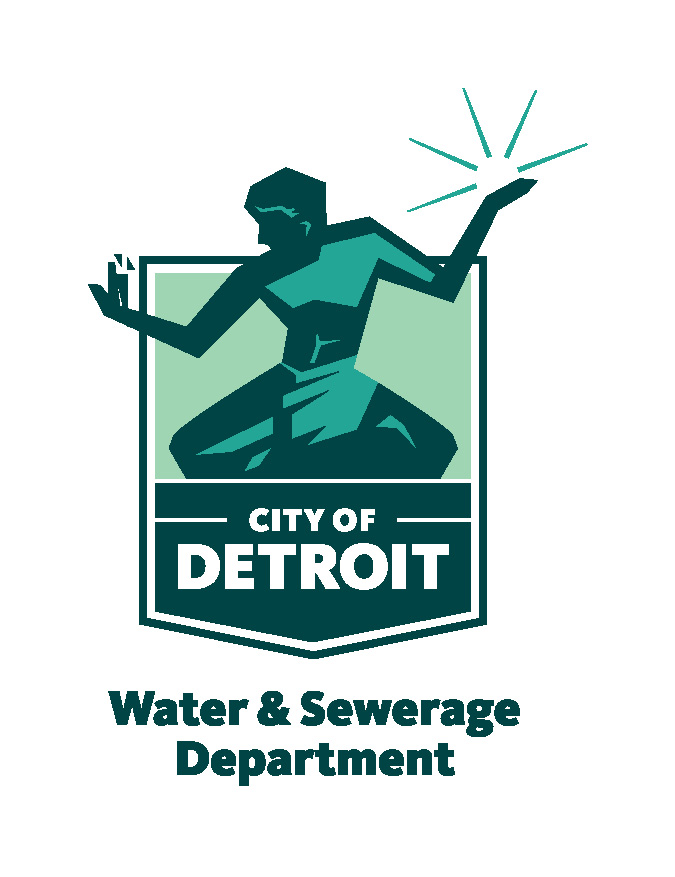 CITY OF
DETROIT
Water & Sewerage
Department